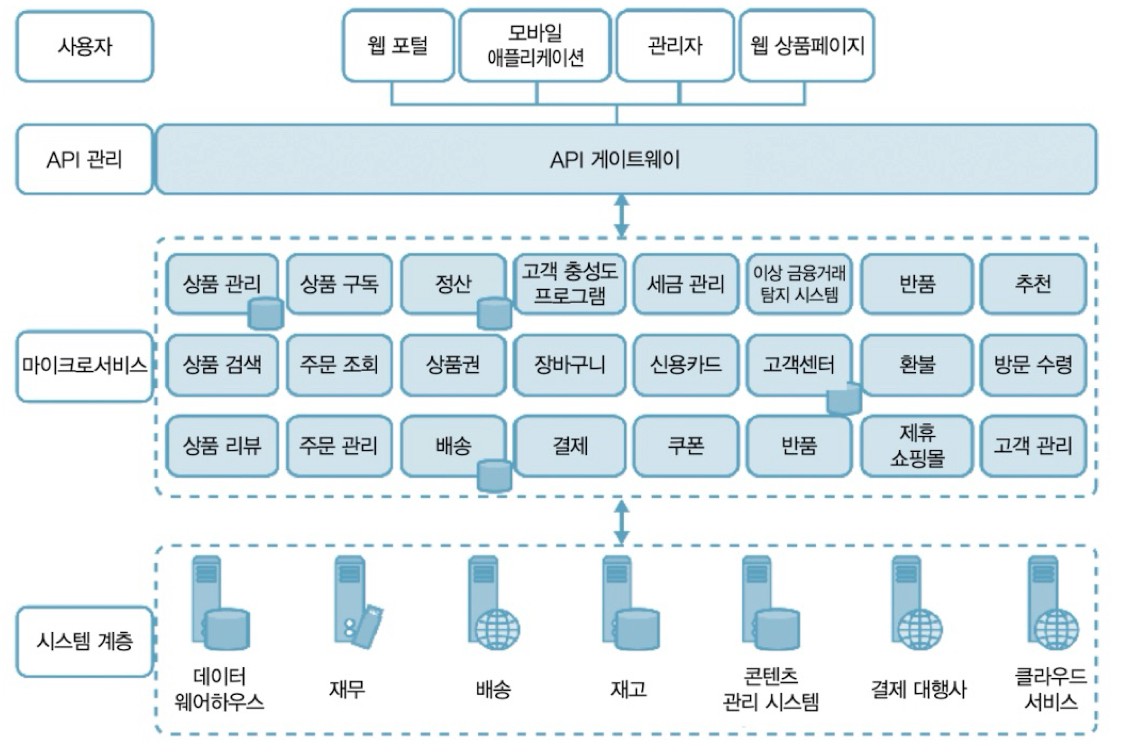 사용자
웹 포털
모바일
애플리케이션
관리자
웹 상품페이지
API 관리
API 게이트웨이
마이크로서비스
상품 관리
상품 구독
정산
고객 충성도
프로그램
세금 관리
이상 금융거래
탐지 시스템
반품
추천
상품 검색
주문 조회
상품권
장바구니
신용카드
고객센터
환불
방문 수령
상품 리뷰
주문 관리
배송
결제
쿠폰
반품
제휴
쇼핑몰
고객 관리
시스템 계층
데이터
웨어하우스
재무
배송
재고
콘텐츠
관리 시스템
결제 대행사
클라우드
서비스